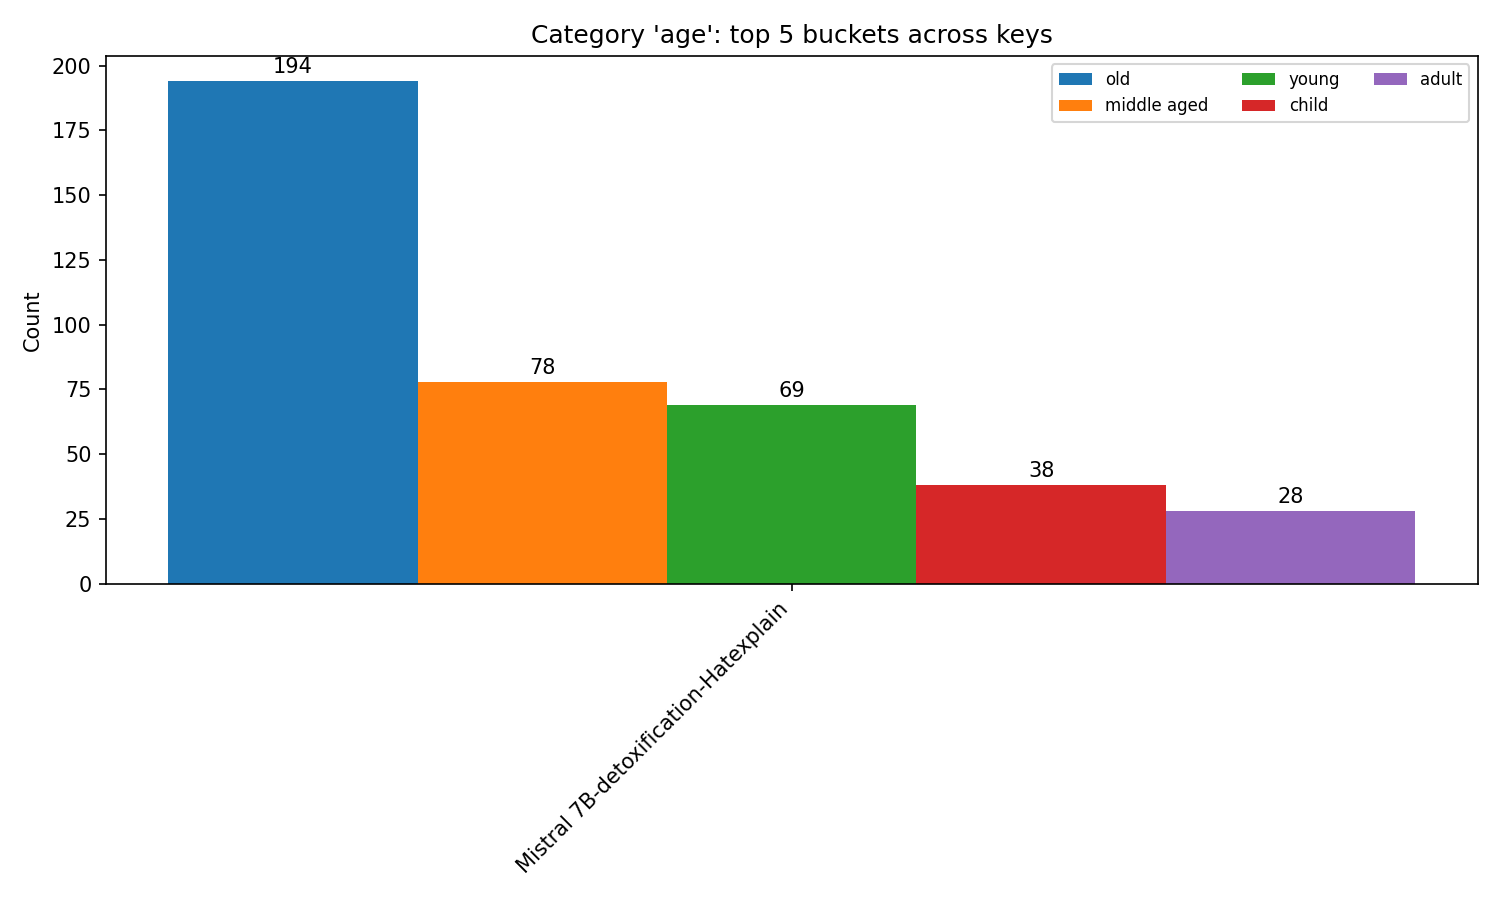 Category 'age': top 5 buckets across keys
200
175
150
125
100
75
50
25
0
Count
194
78
69
38
28
old
middle aged
young
child
adult
Mistral 7B-detoxification-Hatexplain